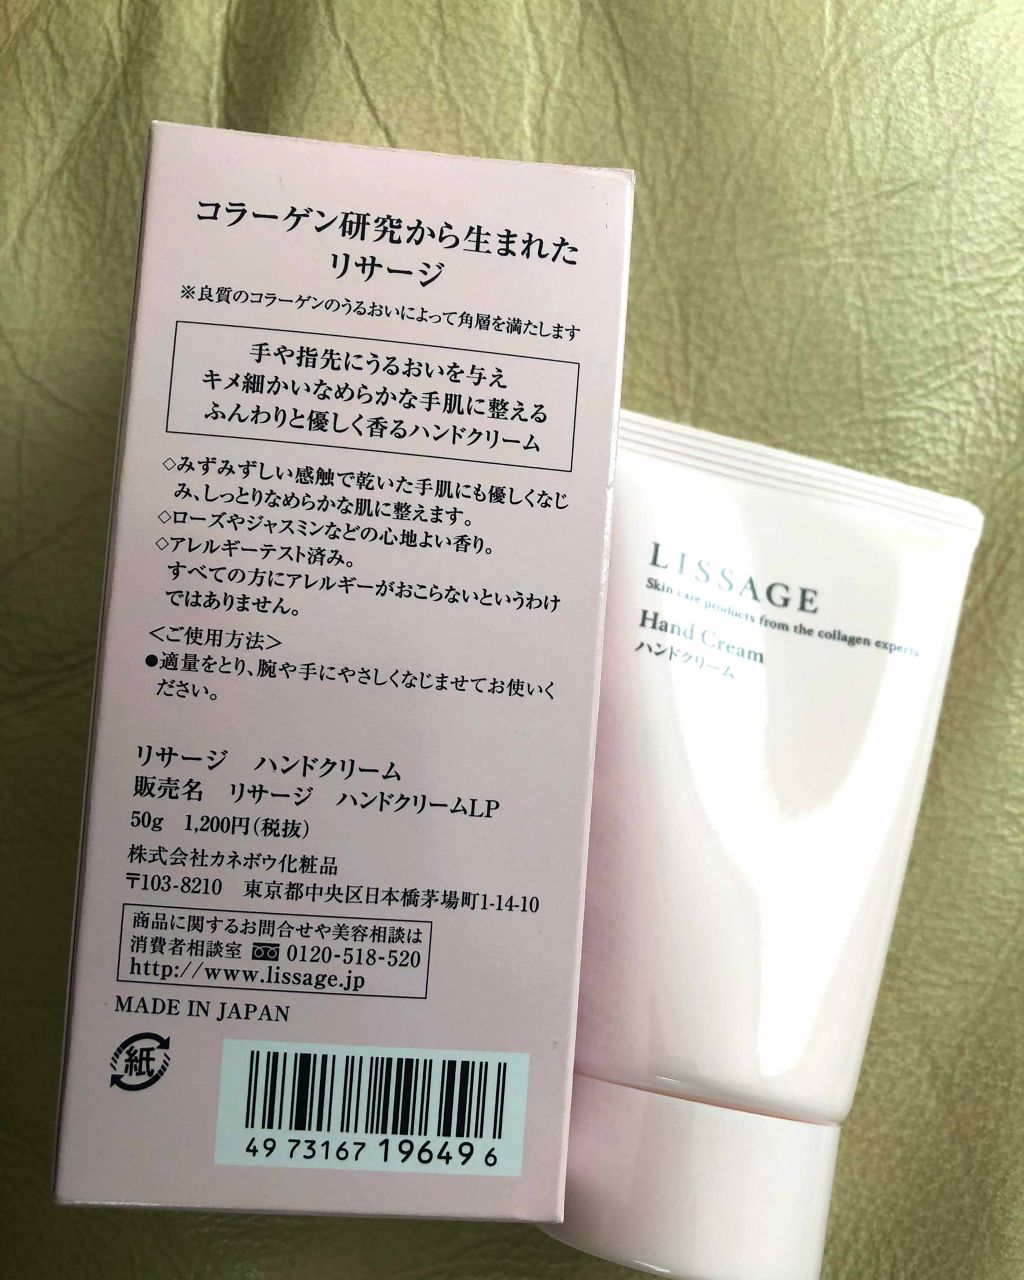 コラーゲン研究から生まれた
リサージ
※良質のコラーゲンのうるおいによって角層を満たします
手や指先にうるおいを与え
キメ細かいなめらかな手肌に整える
ふんわりと優しく香るハンドクリーム
◇みずみずしい感触で乾いた手肌にも優しくなじ
み、しっとりなめらかな肌に整えます。
◇ローズやジャスミンなどの心地よい香り。
◇アレルギーテスト済み。
すべての方にアレルギーがおこらないというわけ
ではありません。
＜ご使用方法＞
●適量をとり、腕や手にやさしくなじませてお使いく
ださい。
リサージ ハンドクリーム
販売名 リサージ ハンドクリームLP
50g 1,200円(税抜)
株式会社カネボウ化粧品
〒103-8210 東京都中央区日本橋茅場町1-14-10
商品に関するお問合せや美容相談は
消費者相談室 0120-518-520
http://www.lissage.jp
MADE IN JAPAN
紙
49 73167 19649 6
LISSAGE
Skin care products from the collagen experts
Hand Cream
ハンドクリーム